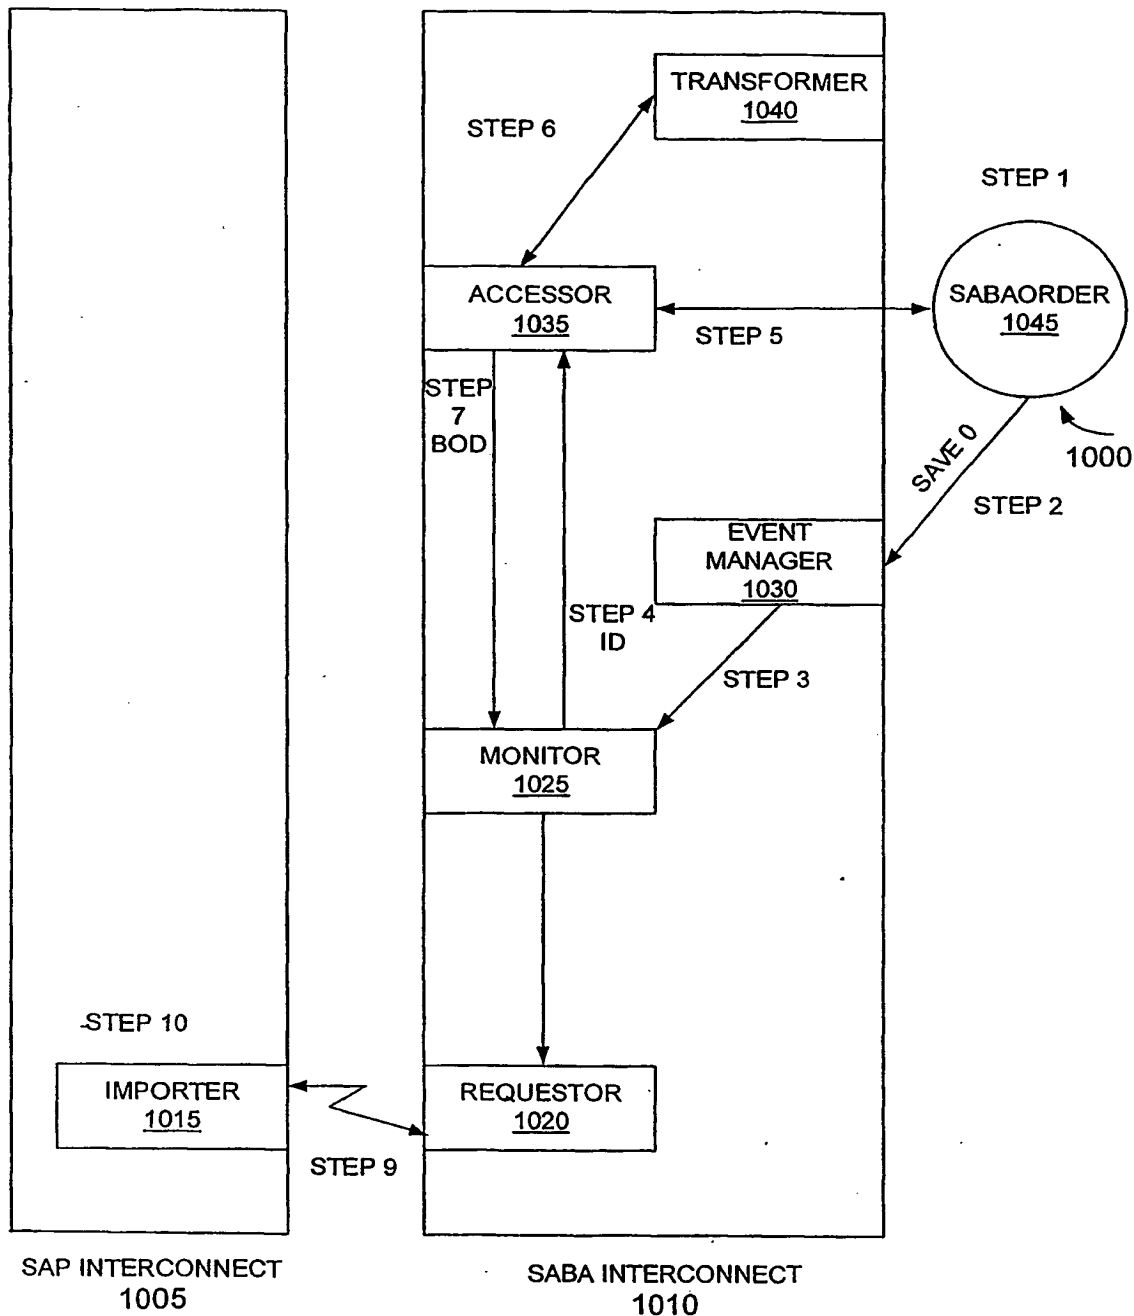 TRANSFORMER
1040
STEP 6
STEP 1
ACCESSOR
1035
SABAORDER
1045
STEP 5
STEP
7
BOD
SAVE 0
1000
STEP 2
EVENT
MANAGER
1030
STEP 4
ID
STEP 3
MONITOR
1025
STEP 10
IMPORTER
1015
REQUESTOR
1020
STEP 9
SAP INTERCONNECT
1005
SABA INTERCONNECT
1010